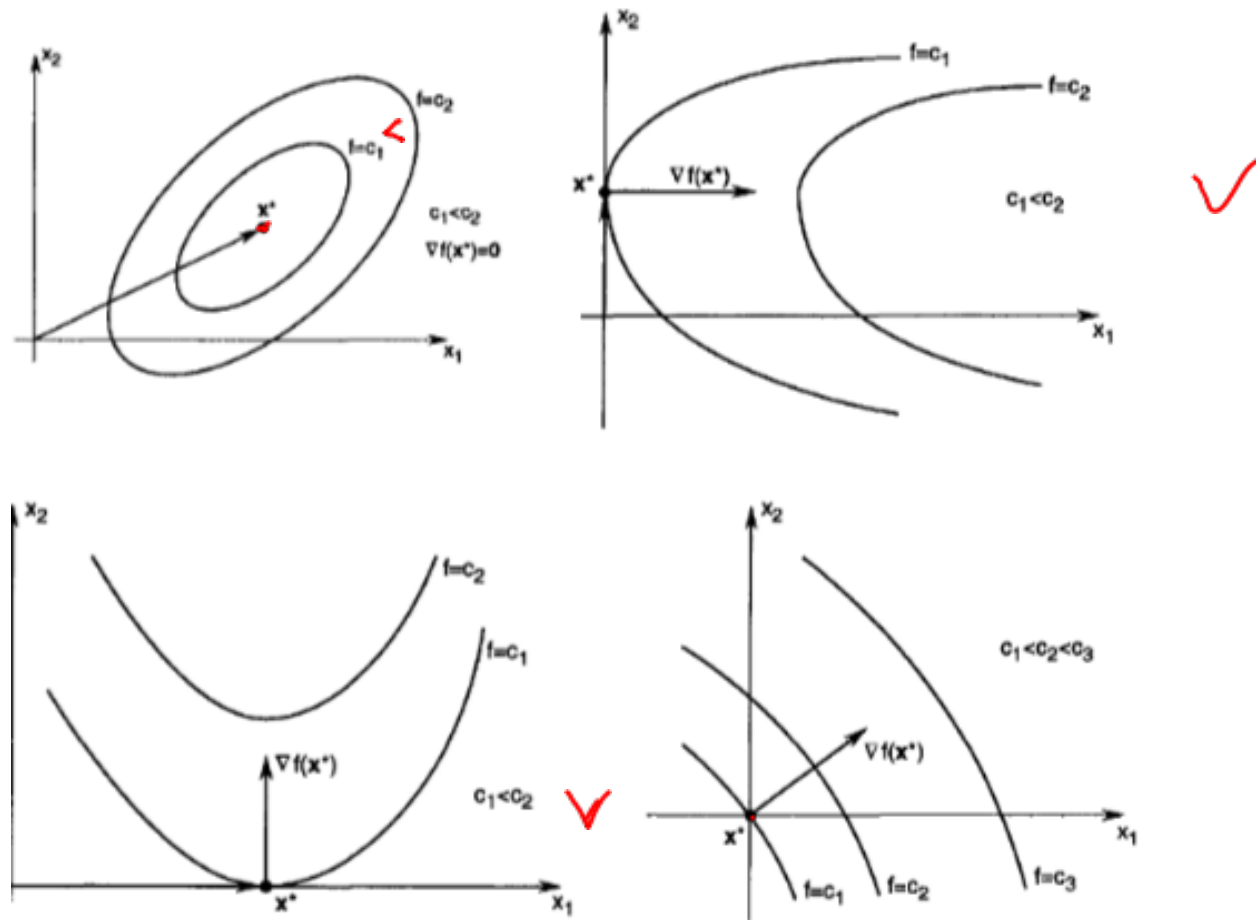 x₂
f=c₂
f=c₁
x*
c₁<c₂
∇f(x*)=0
x₁
x₂
f=c₁
f=c₂
x*
∇f(x*)
c₁<c₂
x₁
x₂
f=c₂
f=c₁
∇f(x*)
c₁<c₂
x*
x₁
x₂
c₁<c₂<c₃
∇f(x*)
x*
x₁
f=c₁
f=c₂
f=c₃